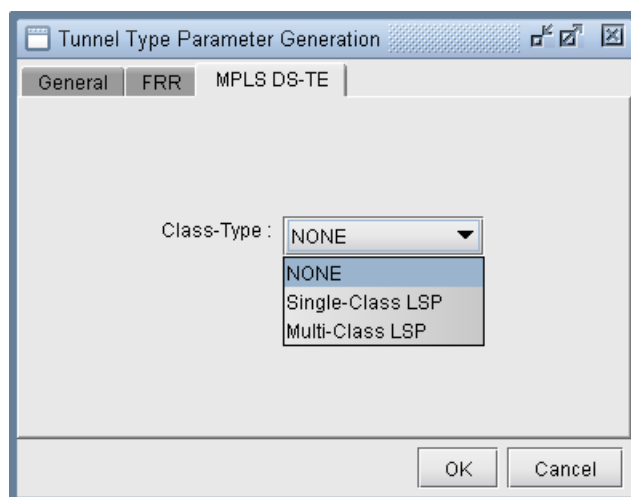 Tunnel Type Parameter Generation
General FRR MPLS DS-TE
Class-Type : NONE
NONE
Single-Class LSP
Multi-Class LSP
OK Cancel